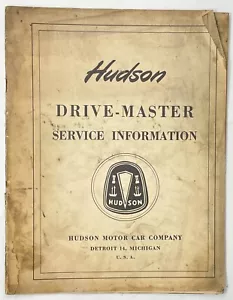 Hudson
DRIVE-MASTER
SERVICE INFORMATION
HUDSON
HUDSON MOTOR CAR COMPANY
DETROIT 14, MICHIGAN
U. S. A.